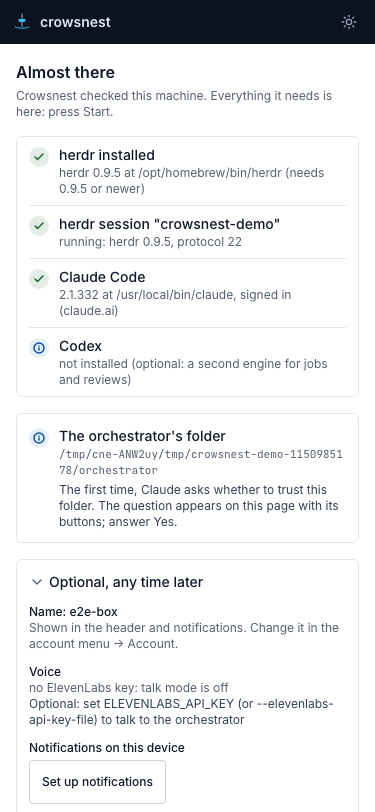 crowsnest
Almost there
Crowsnest checked this machine. Everything it needs is
here: press Start.
herdr installed
herdr 0.9.5 at /opt/homebrew/bin/herdr (needs
0.9.5 or newer)
herdr session "crowsnest-demo"
running: herdr 0.9.5, protocol 22
Claude Code
2.1.332 at /usr/local/bin/claude, signed in
(claude.ai)
Codex
not installed (optional: a second engine for jobs
and reviews)
The orchestrator's folder
/tmp/cne-ANW2uy/tmp/crowsnest-demo-11509851
78/orchestrator
The first time, Claude asks whether to trust this
folder. The question appears on this page with its
buttons; answer Yes.
Optional, any time later
Name: e2e-box
Shown in the header and notifications. Change it in the
account menu → Account.
Voice
no ElevenLabs key: talk mode is off
Optional: set ELEVENLABS_API_KEY (or --elevenlabs-
api-key-file) to talk to the orchestrator
Notifications on this device
Set up notifications